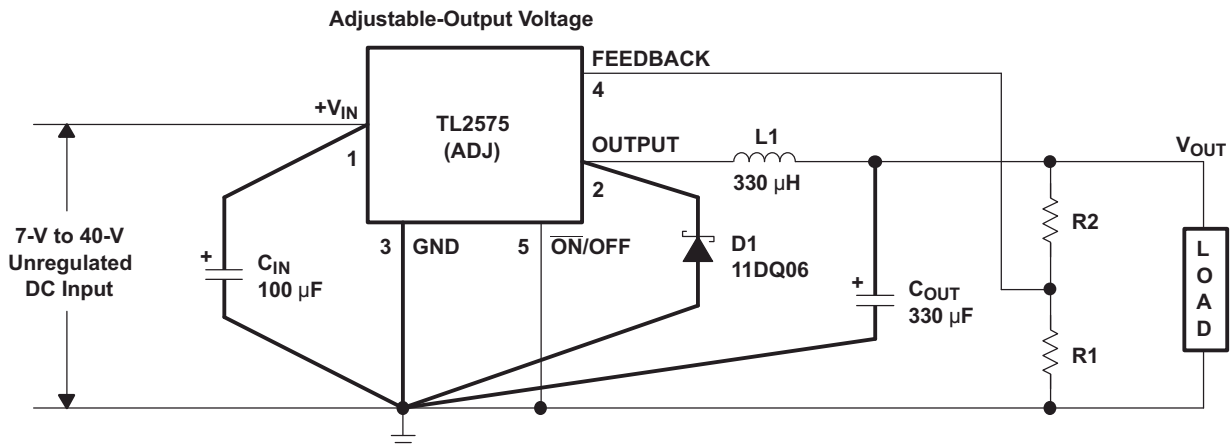 Adjustable-Output Voltage
FEEDBACK
4
+VIN
TL2575
(ADJ)
1
OUTPUT
2
L1
330 µH
VOUT
7-V to 40-V
Unregulated
DC Input
+
CIN
100 µF
3 GND
5 ON/OFF
D1
11DQ06
+
COUT
330 µF
R2
R1
LOAD